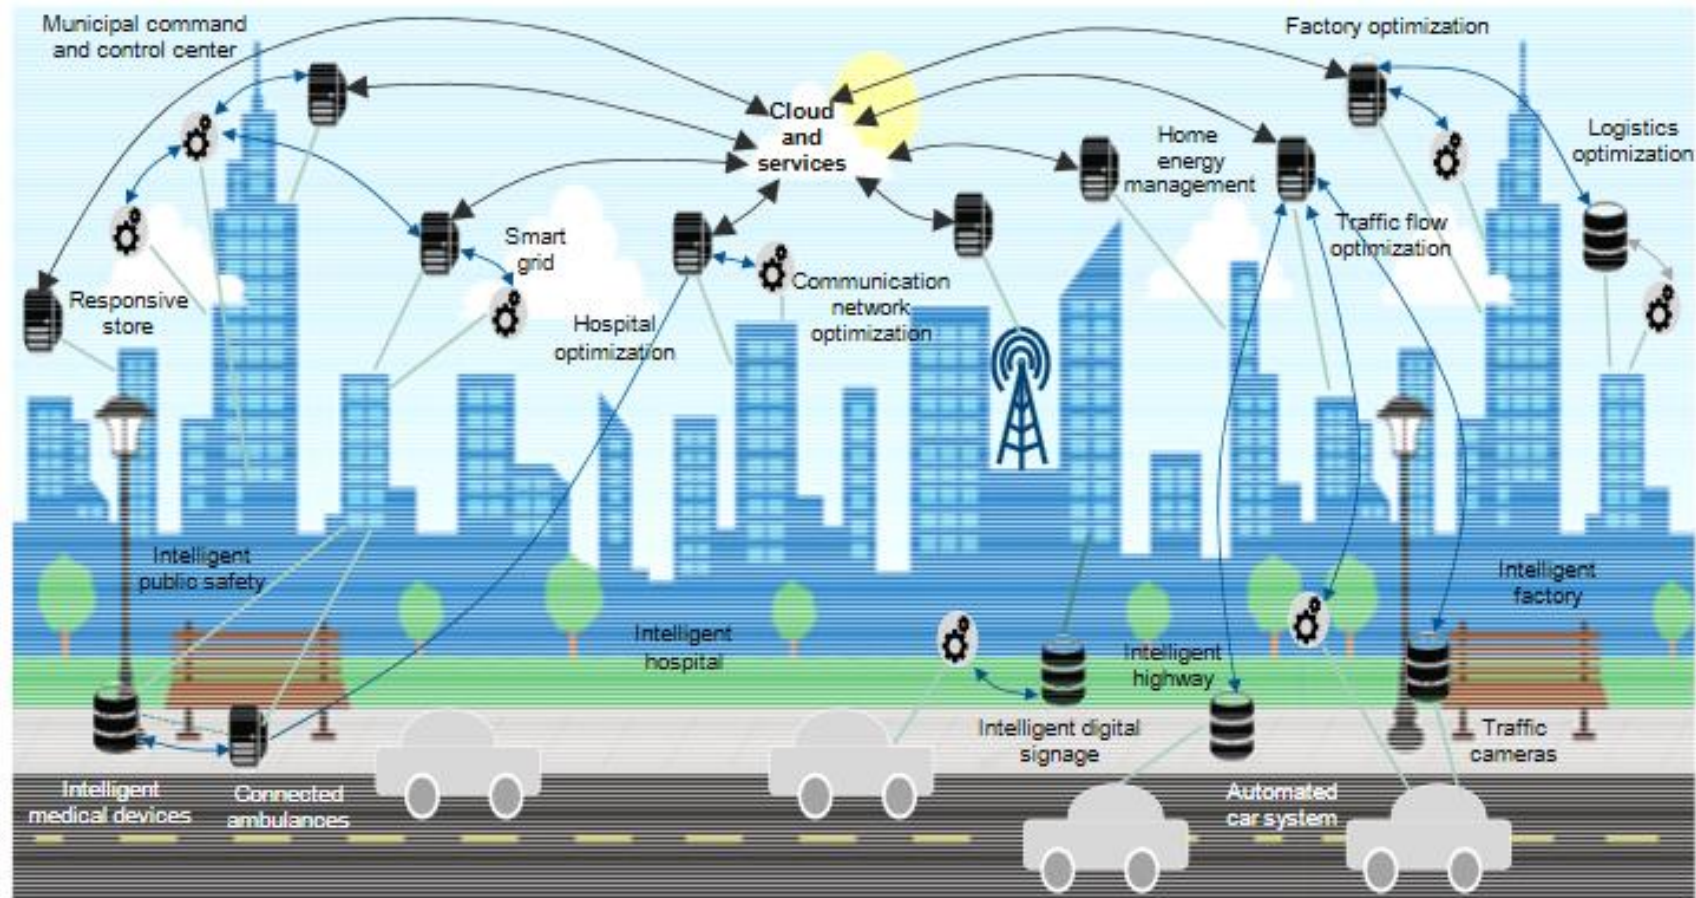 Municipal command
and control center
Factory optimization
Cloud
and
services
Home
energy
management
Logistics
optimization
Traffic flow
optimization
Smart
grid
Responsive
store
Communication
network
optimization
Hospital
optimization
Intelligent
public safety
Intelligent
factory
Intelligent
hospital
Intelligent
highway
Intelligent digital
signage
Traffic
cameras
Intelligent
medical devices
Connected
ambulances
Automated
car system